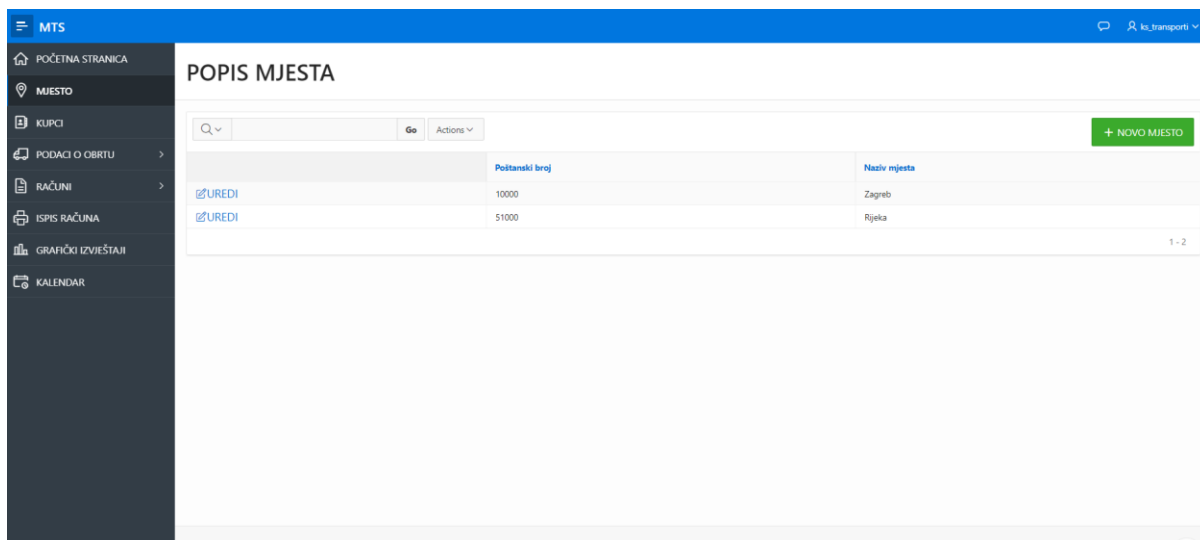 MTS
ks_transporti
POČETNA STRANICA
MJESTO
KUPCI
PODACI O OBRTU
RAČUNI
ISPIS RAČUNA
GRAFIČKI IZVJEŠTAJI
KALENDAR
POPIS MJESTA
Go Actions
+ NOVO MJESTO
Poštanski broj Naziv mjesta
UREDI 10000 Zagreb
UREDI 51000 Rijeka
1 - 2